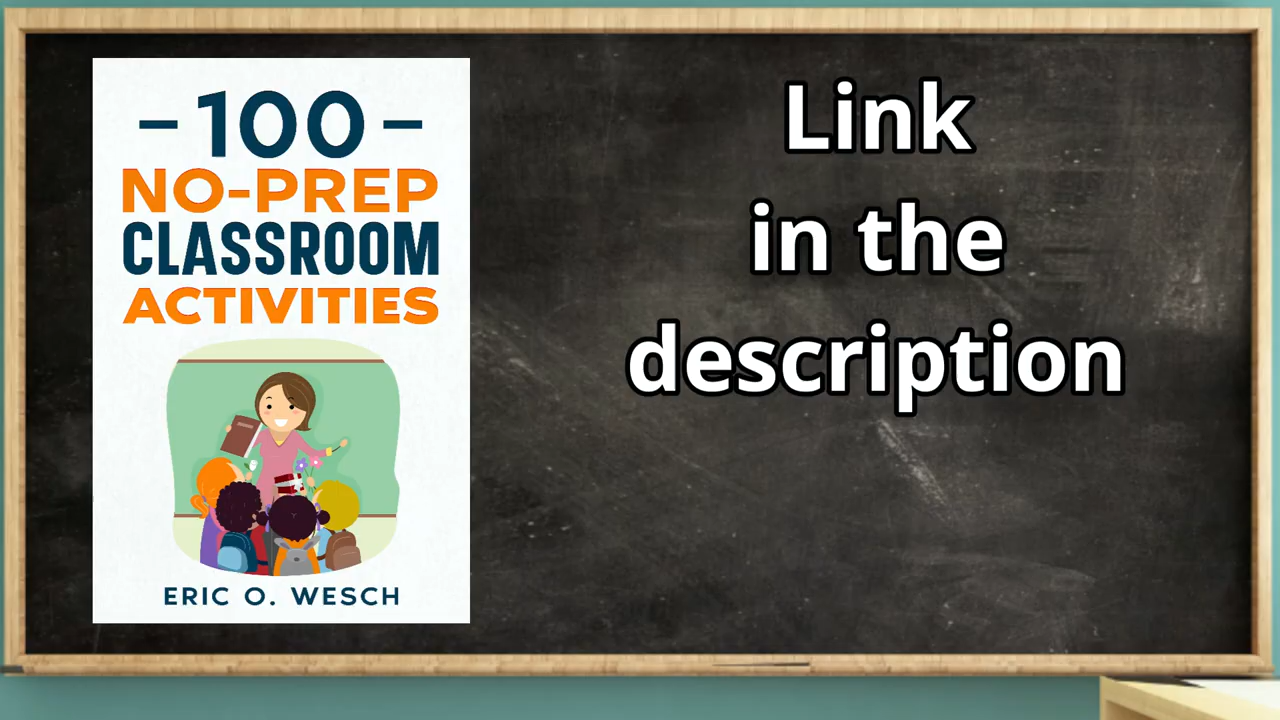 -100-
NO-PREP
CLASSROOM
ACTIVITIES
ERIC O. WESCH
Link
in the
description